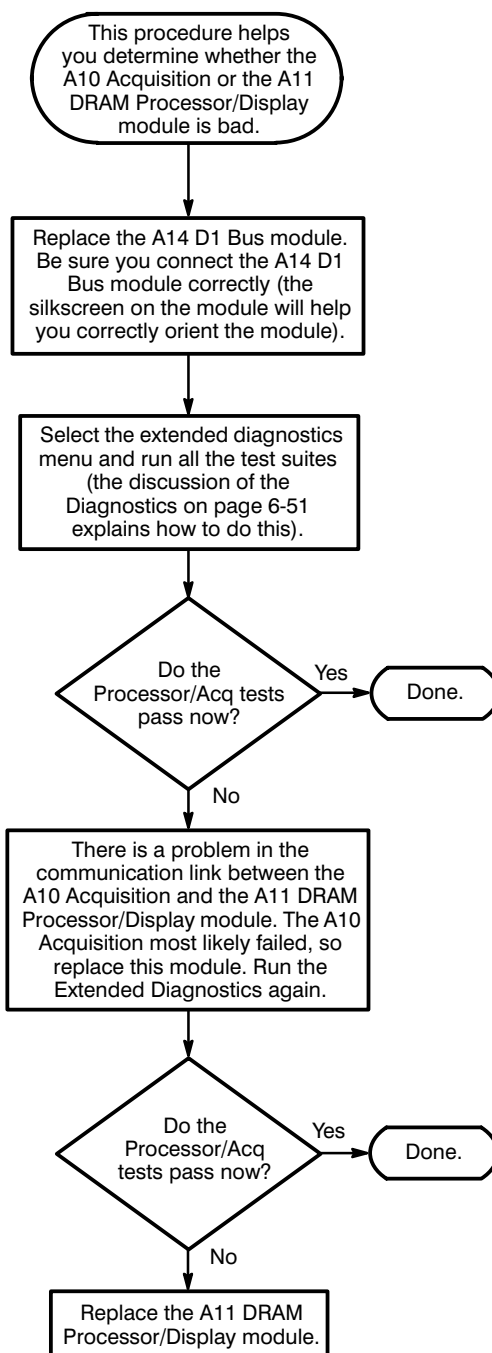 This procedure helps
you determine whether the
A10 Acquisition or the A11
DRAM Processor/Display
module is bad.
Replace the A14 D1 Bus module.
Be sure you connect the A14 D1
Bus module correctly (the
silkscreen on the module will help
you correctly orient the module).
Select the extended diagnostics
menu and run all the test suites
(the discussion of the
Diagnostics on page 6-51
explains how to do this).
Do the
Processor/Acq tests
pass now?
Yes
Done.
No
There is a problem in the
communication link between the
A10 Acquisition and the A11 DRAM
Processor/Display module. The A10
Acquisition most likely failed, so
replace this module. Run the
Extended Diagnostics again.
Do the
Processor/Acq
tests pass now?
Yes
Done.
No
Replace the A11 DRAM
Processor/Display module.